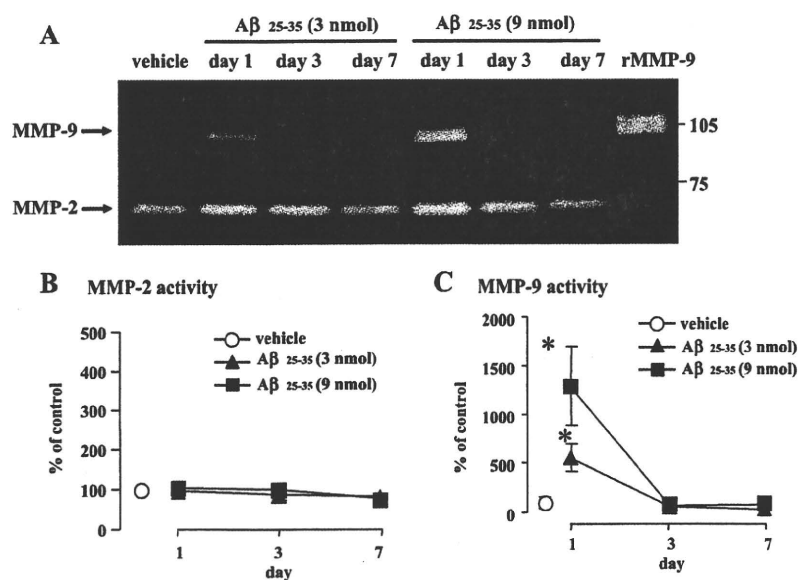 A
Aβ 25-35 (3 nmol) Aβ 25-35 (9 nmol)
vehicle day 1 day 3 day 7 day 1 day 3 day 7 rMMP-9
MMP-9
105
75
MMP-2
B MMP-2 activity
500
400
300
200
100
0
% of control
vehicle
Aβ 25-35 (3 nmol)
Aβ 25-35 (9 nmol)
1 3 7
day
C MMP-9 activity
2000
1500
1000
500
0
% of control
*
*
vehicle
Aβ 25-35 (3 nmol)
Aβ 25-35 (9 nmol)
1 3 7
day